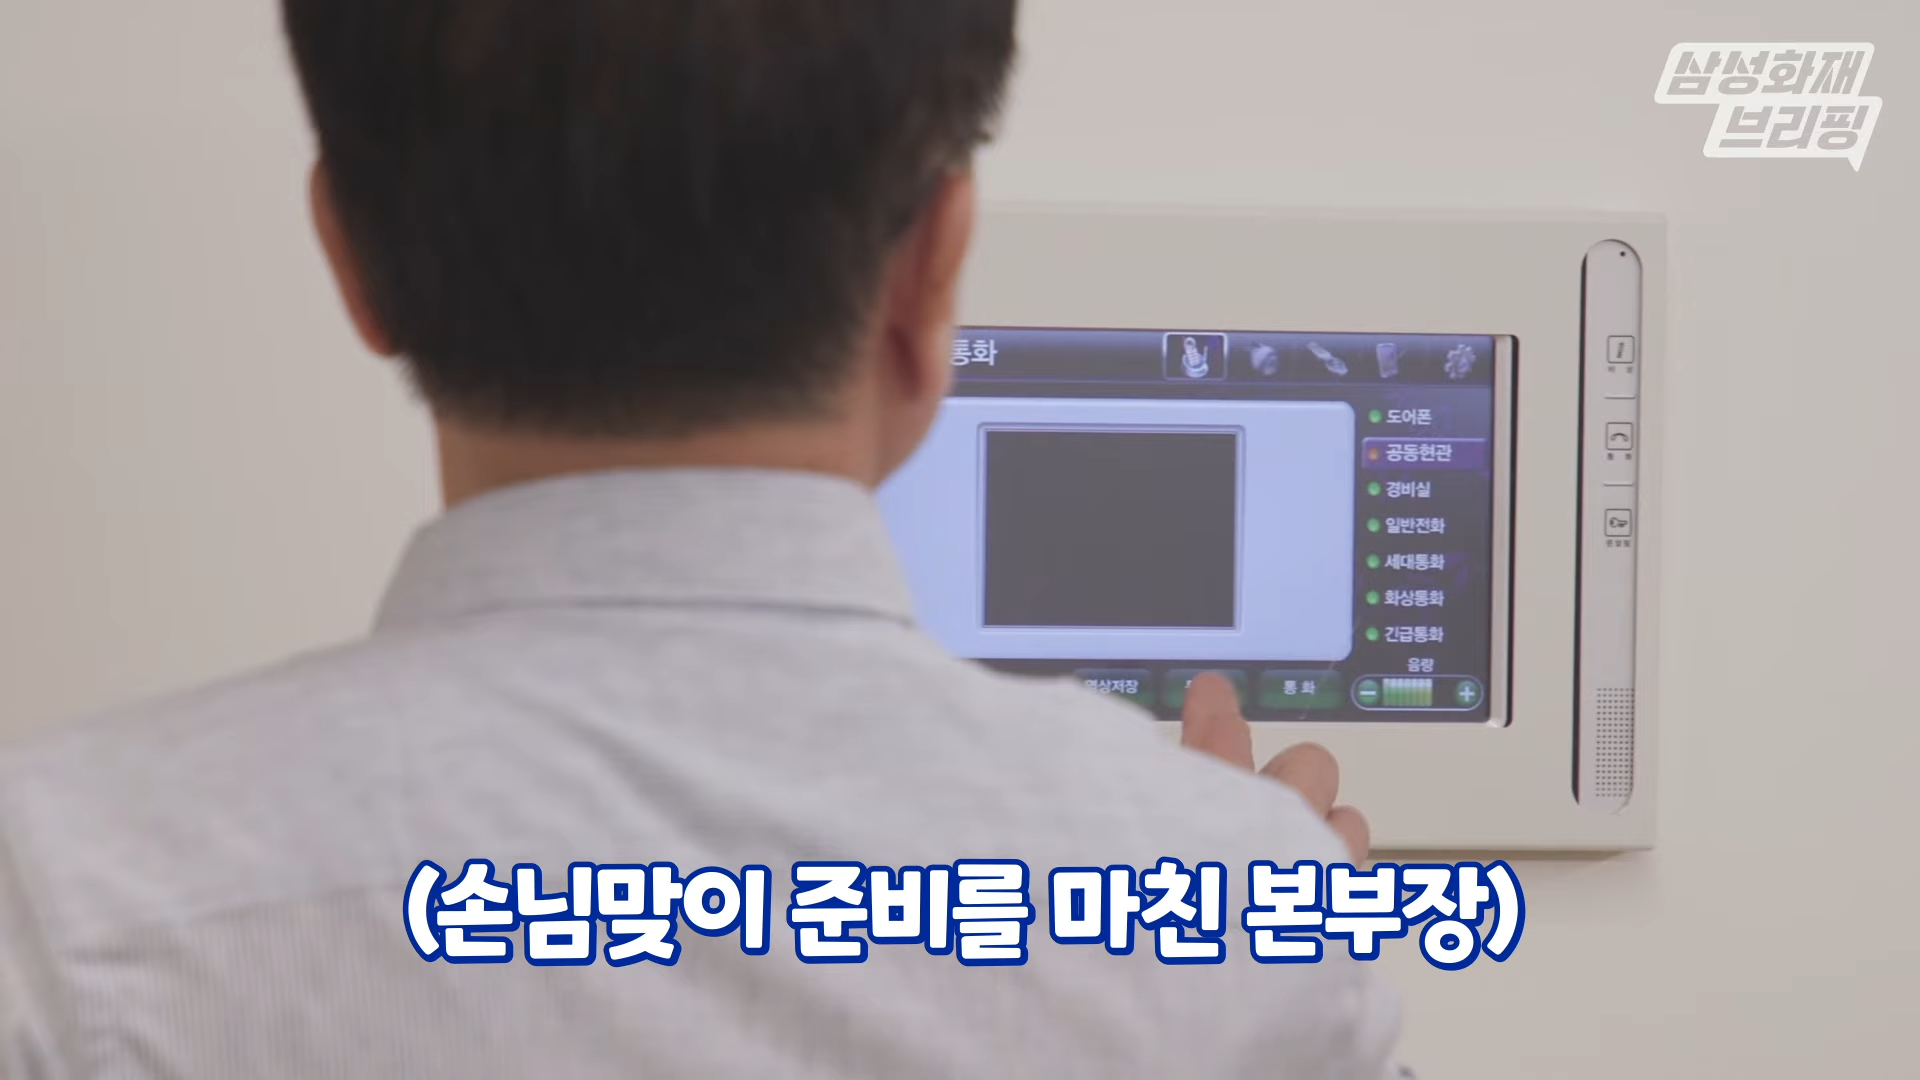 삼성화재
브리핑
통화
도어폰
공동현관
경비실
일반전화
세대통화
화상통화
긴급통화
음량
영상저장
통화
(손님맞이 준비를 마친 본부장)